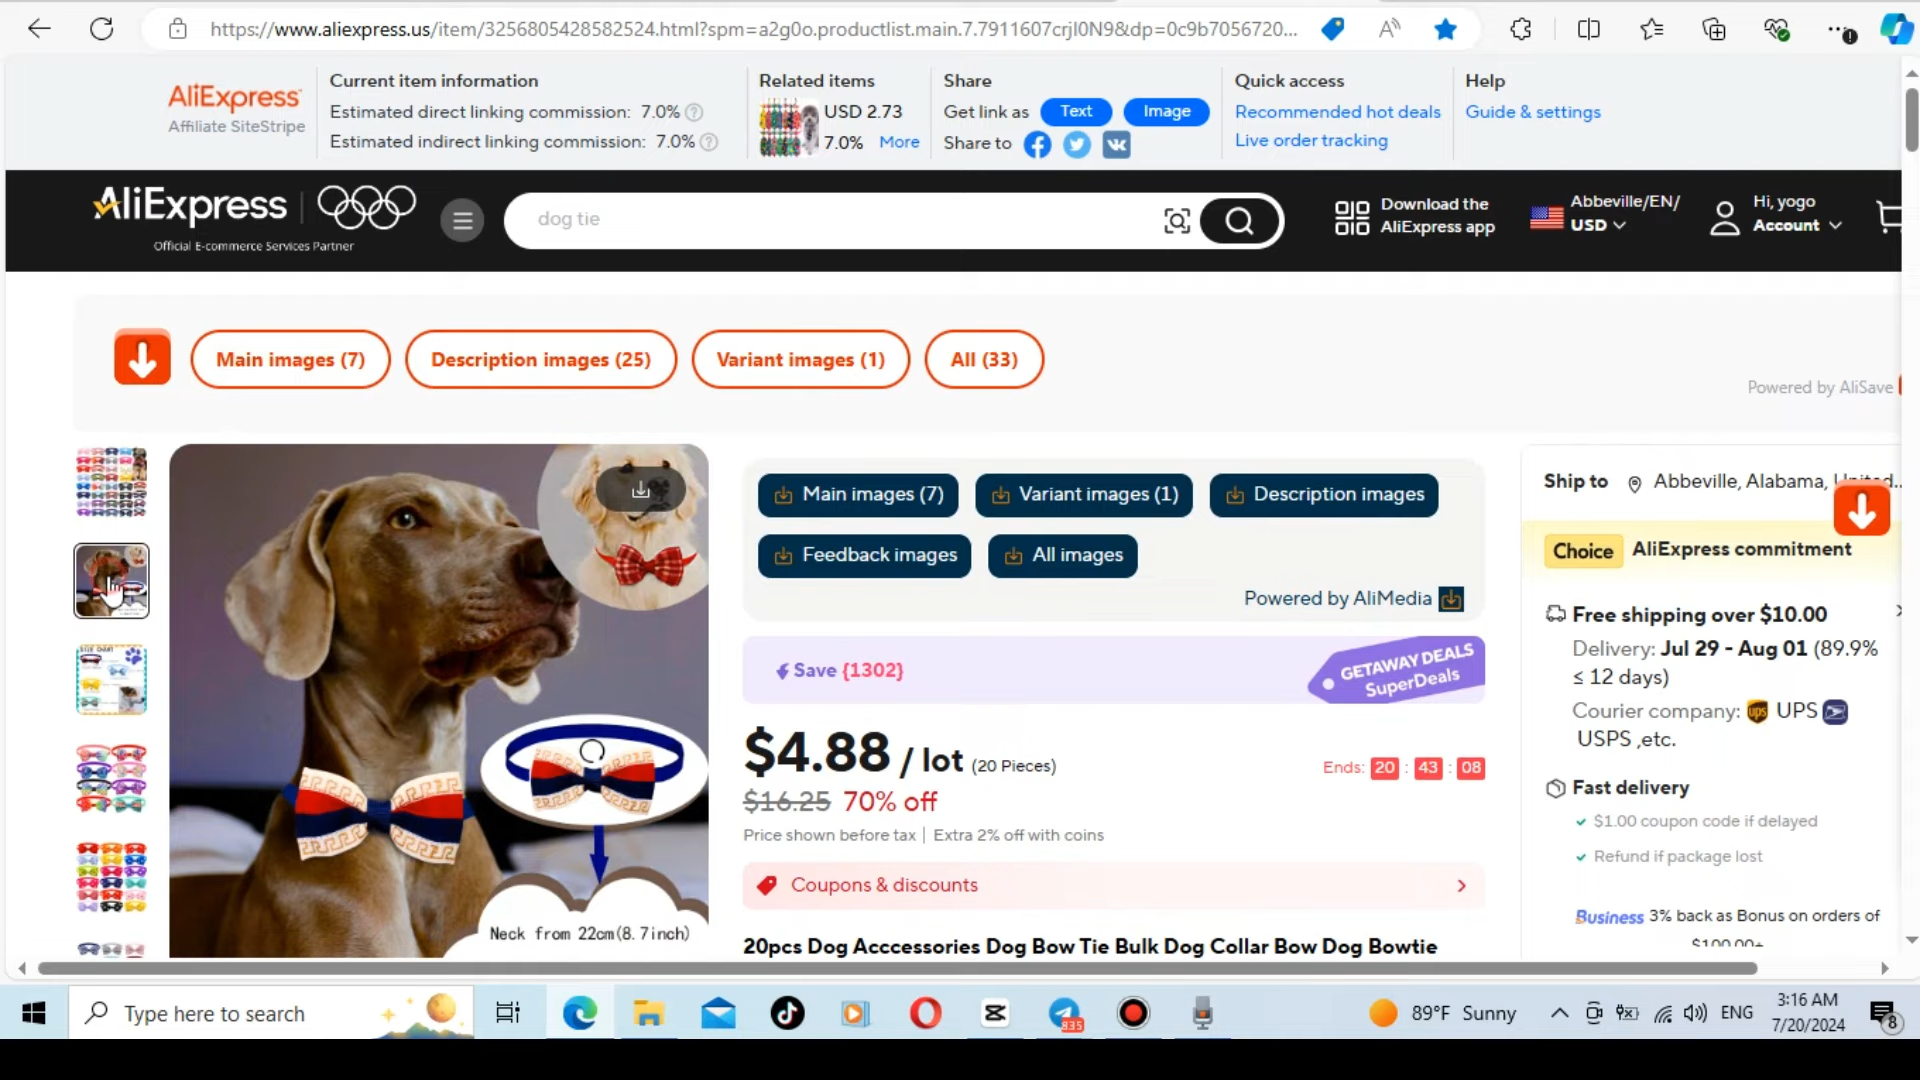 https://www.aliexpress.us/item/3256805428582524.html?spm=a2g0o.productlist.main.7.7911607crjl0N9&dp=0c9b7056720...
AliExpress
Affiliate SiteStripe
Current item information
Estimated direct linking commission: 7.0%
Estimated indirect linking commission: 7.0%
Related items
USD 2.73
7.0% More
Share
Get link as Text Image
Share to
Quick access
Recommended hot deals
Live order tracking
Help
Guide & settings
AliExpress
Official E-commerce Services Partner
dog tie
Download the
AliExpress app
Abbeville/EN/
USD
Hi, yogo
Account
Main images (7)
Description images (25)
Variant images (1)
All (33)
Powered by AliSave
Neck from 22cm(8.7inch)
Main images (7)
Variant images (1)
Description images
Feedback images
All images
Powered by AliMedia
Save {1302}
GETAWAY DEALS
SuperDeals
$4.88 / lot (20 Pieces)
Ends: 20 : 43 : 08
$16.25 70% off
Price shown before tax | Extra 2% off with coins
Coupons & discounts
20pcs Dog Acccessories Dog Bow Tie Bulk Dog Collar Bow Dog Bowtie
Ship to Abbeville, Alabama,
Choice AliExpress commitment
Free shipping over $10.00
Delivery: Jul 29 - Aug 01 (89.9%
≤ 12 days)
Courier company: ups UPS
USPS ,etc.
Fast delivery
$1.00 coupon code if delayed
Refund if package lost
Business 3% back as Bonus on orders of
Type here to search
835
89°F Sunny
ENG
3:16 AM
7/20/2024
8